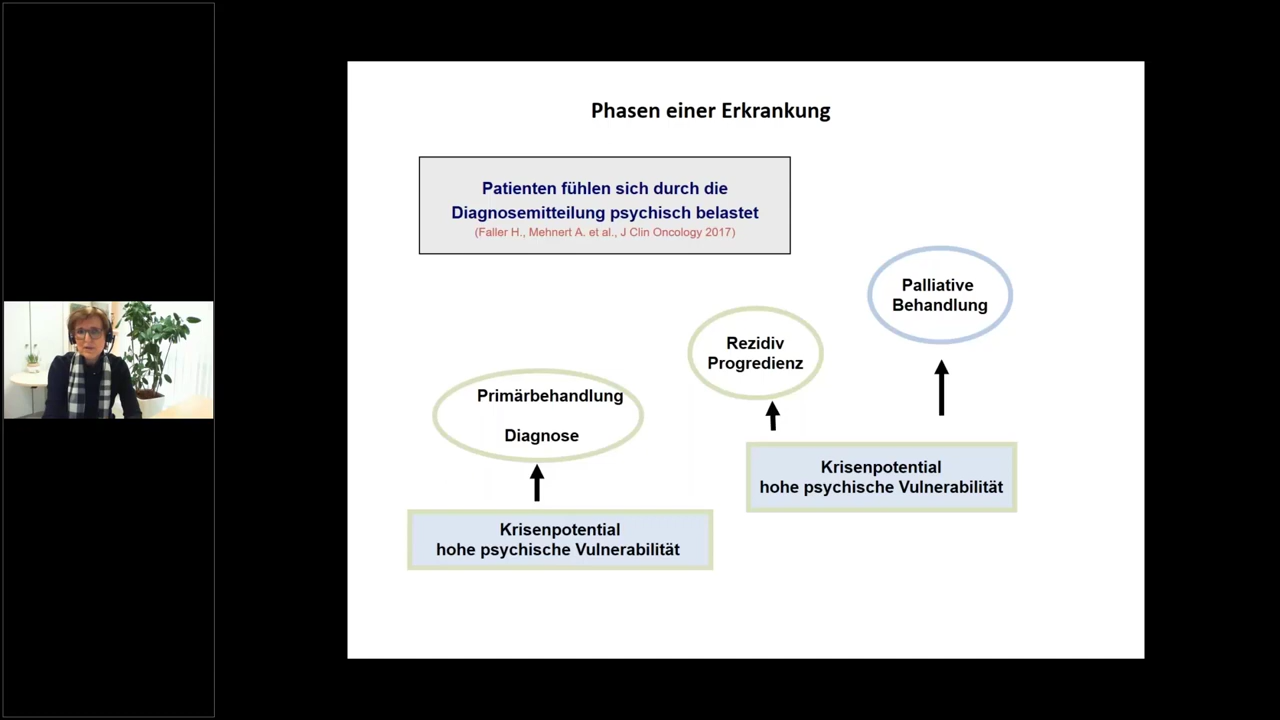 Phasen einer Erkrankung
Patienten fühlen sich durch die
Diagnosemitteilung psychisch belastet
(Faller H., Mehnert A. et al., J Clin Oncology 2017)
Palliative
Behandlung
Rezidiv
Progredienz
Primärbehandlung
Diagnose
Krisenpotential
hohe psychische Vulnerabilität
Krisenpotential
hohe psychische Vulnerabilität